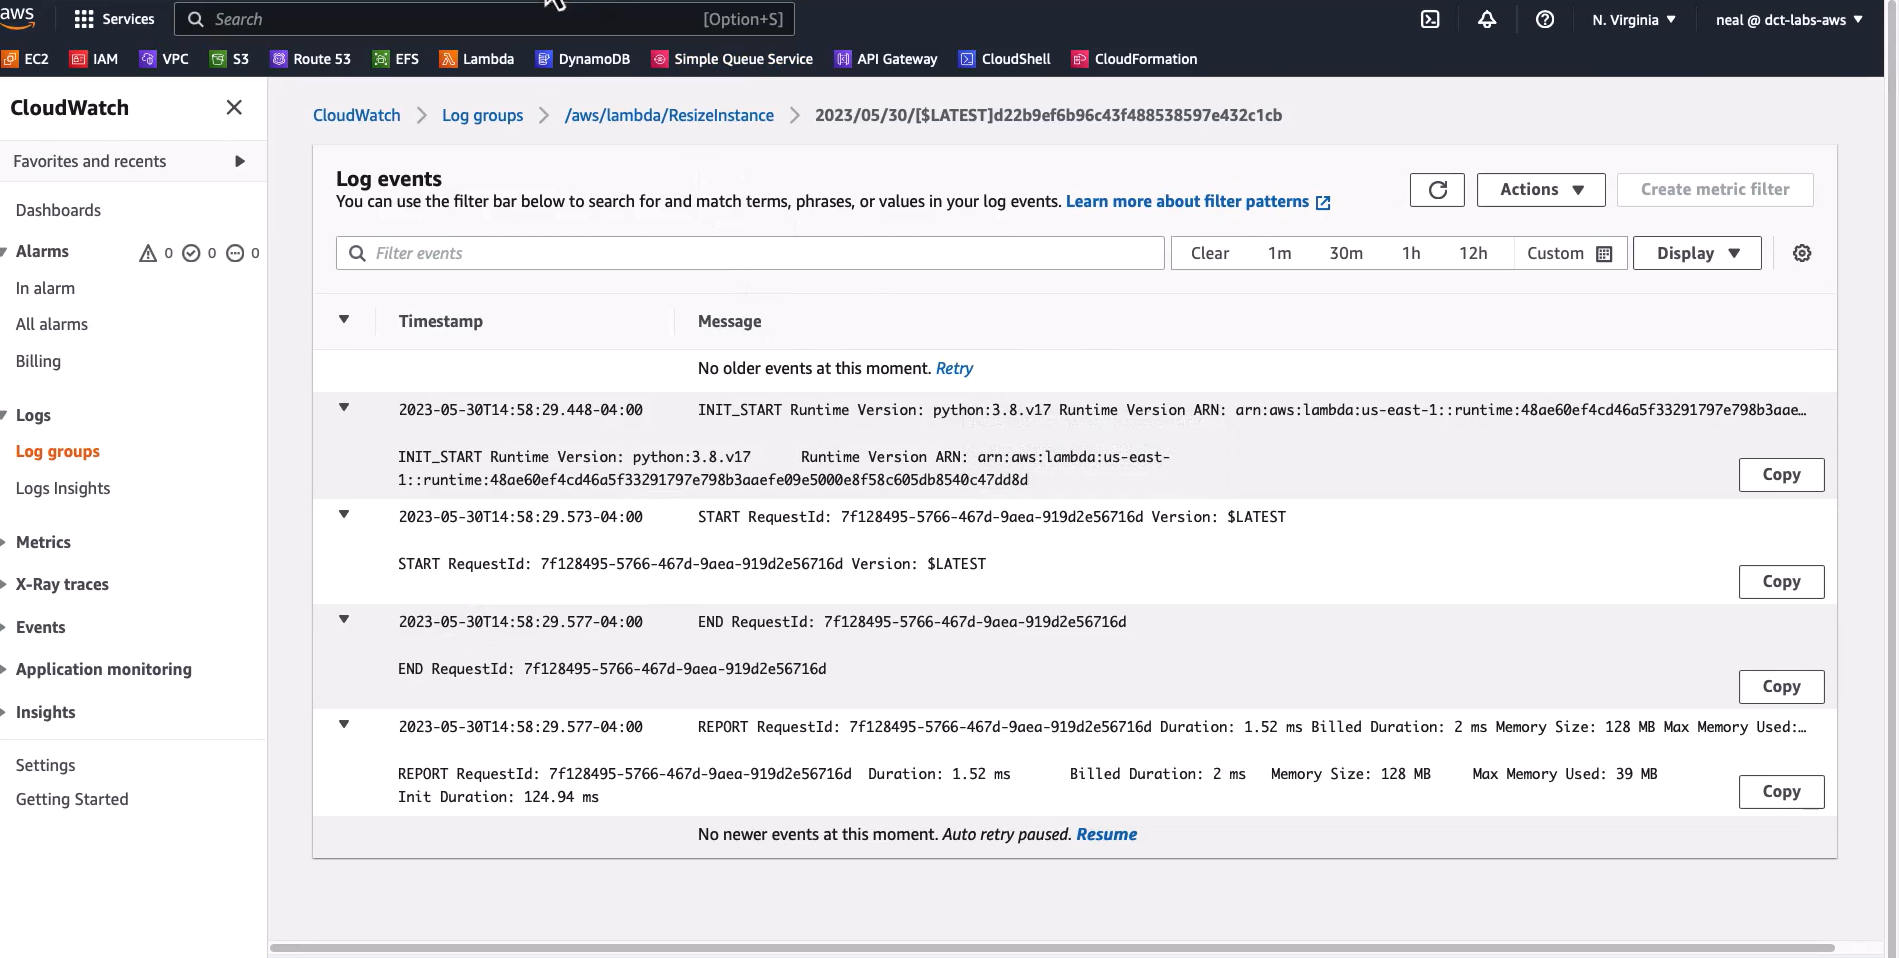 aws Services Search [Option+S] N. Virginia ▼ neal @ dct-labs-aws ▼
EC2 IAM VPC S3 Route 53 EFS Lambda DynamoDB Simple Queue Service API Gateway CloudShell CloudFormation
CloudWatch
Favorites and recents
Dashboards
Alarms 0 0 0
In alarm
All alarms
Billing
Logs
Log groups
Logs Insights
Metrics
X-Ray traces
Events
Application monitoring
Insights
Settings
Getting Started
CloudWatch > Log groups > /aws/lambda/ResizeInstance > 2023/05/30/[$LATEST]d22b9ef6b96c43f488538597e432c1cb
Log events
You can use the filter bar below to search for and match terms, phrases, or values in your log events. Learn more about filter patterns
Actions ▼ Create metric filter
Filter events Clear 1m 30m 1h 12h Custom Display ▼
Timestamp Message
No older events at this moment. Retry
2023-05-30T14:58:29.448-04:00 INIT_START Runtime Version: python:3.8.v17 Runtime Version ARN: arn:aws:lambda:us-east-1::runtime:48ae60ef4cd46a5f33291797e798b3aae…
INIT_START Runtime Version: python:3.8.v17 Runtime Version ARN: arn:aws:lambda:us-east-
1::runtime:48ae60ef4cd46a5f33291797e798b3aaefe09e5000e8f58c605db8540c47dd8d
Copy
2023-05-30T14:58:29.573-04:00 START RequestId: 7f128495-5766-467d-9aea-919d2e56716d Version: $LATEST
START RequestId: 7f128495-5766-467d-9aea-919d2e56716d Version: $LATEST
Copy
2023-05-30T14:58:29.577-04:00 END RequestId: 7f128495-5766-467d-9aea-919d2e56716d
END RequestId: 7f128495-5766-467d-9aea-919d2e56716d
Copy
2023-05-30T14:58:29.577-04:00 REPORT RequestId: 7f128495-5766-467d-9aea-919d2e56716d Duration: 1.52 ms Billed Duration: 2 ms Memory Size: 128 MB Max Memory Used:…
REPORT RequestId: 7f128495-5766-467d-9aea-919d2e56716d Duration: 1.52 ms Billed Duration: 2 ms Memory Size: 128 MB Max Memory Used: 39 MB
Init Duration: 124.94 ms
Copy
No newer events at this moment. Auto retry paused. Resume